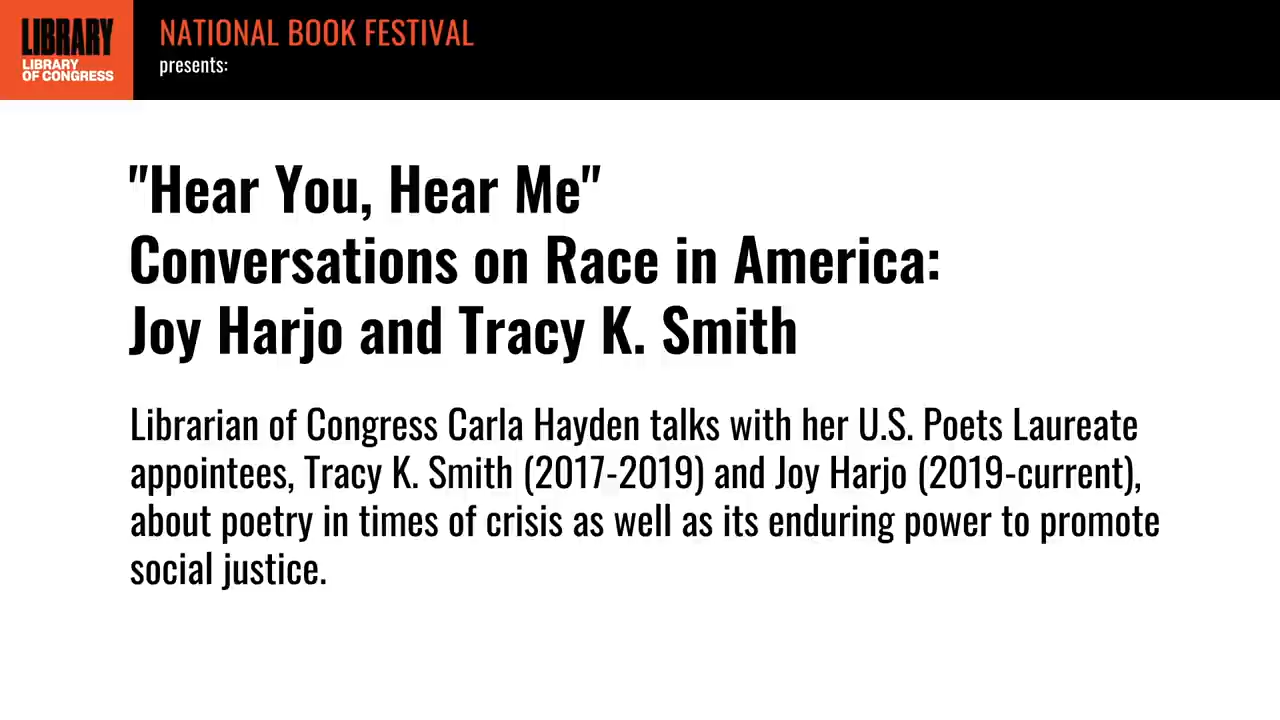 LIBRARY
LIBRARY
OF CONGRESS
NATIONAL BOOK FESTIVAL
presents:
"Hear You, Hear Me"
Conversations on Race in America:
Joy Harjo and Tracy K. Smith
Librarian of Congress Carla Hayden talks with her U.S. Poets Laureate
appointees, Tracy K. Smith (2017-2019) and Joy Harjo (2019-current),
about poetry in times of crisis as well as its enduring power to promote
social justice.